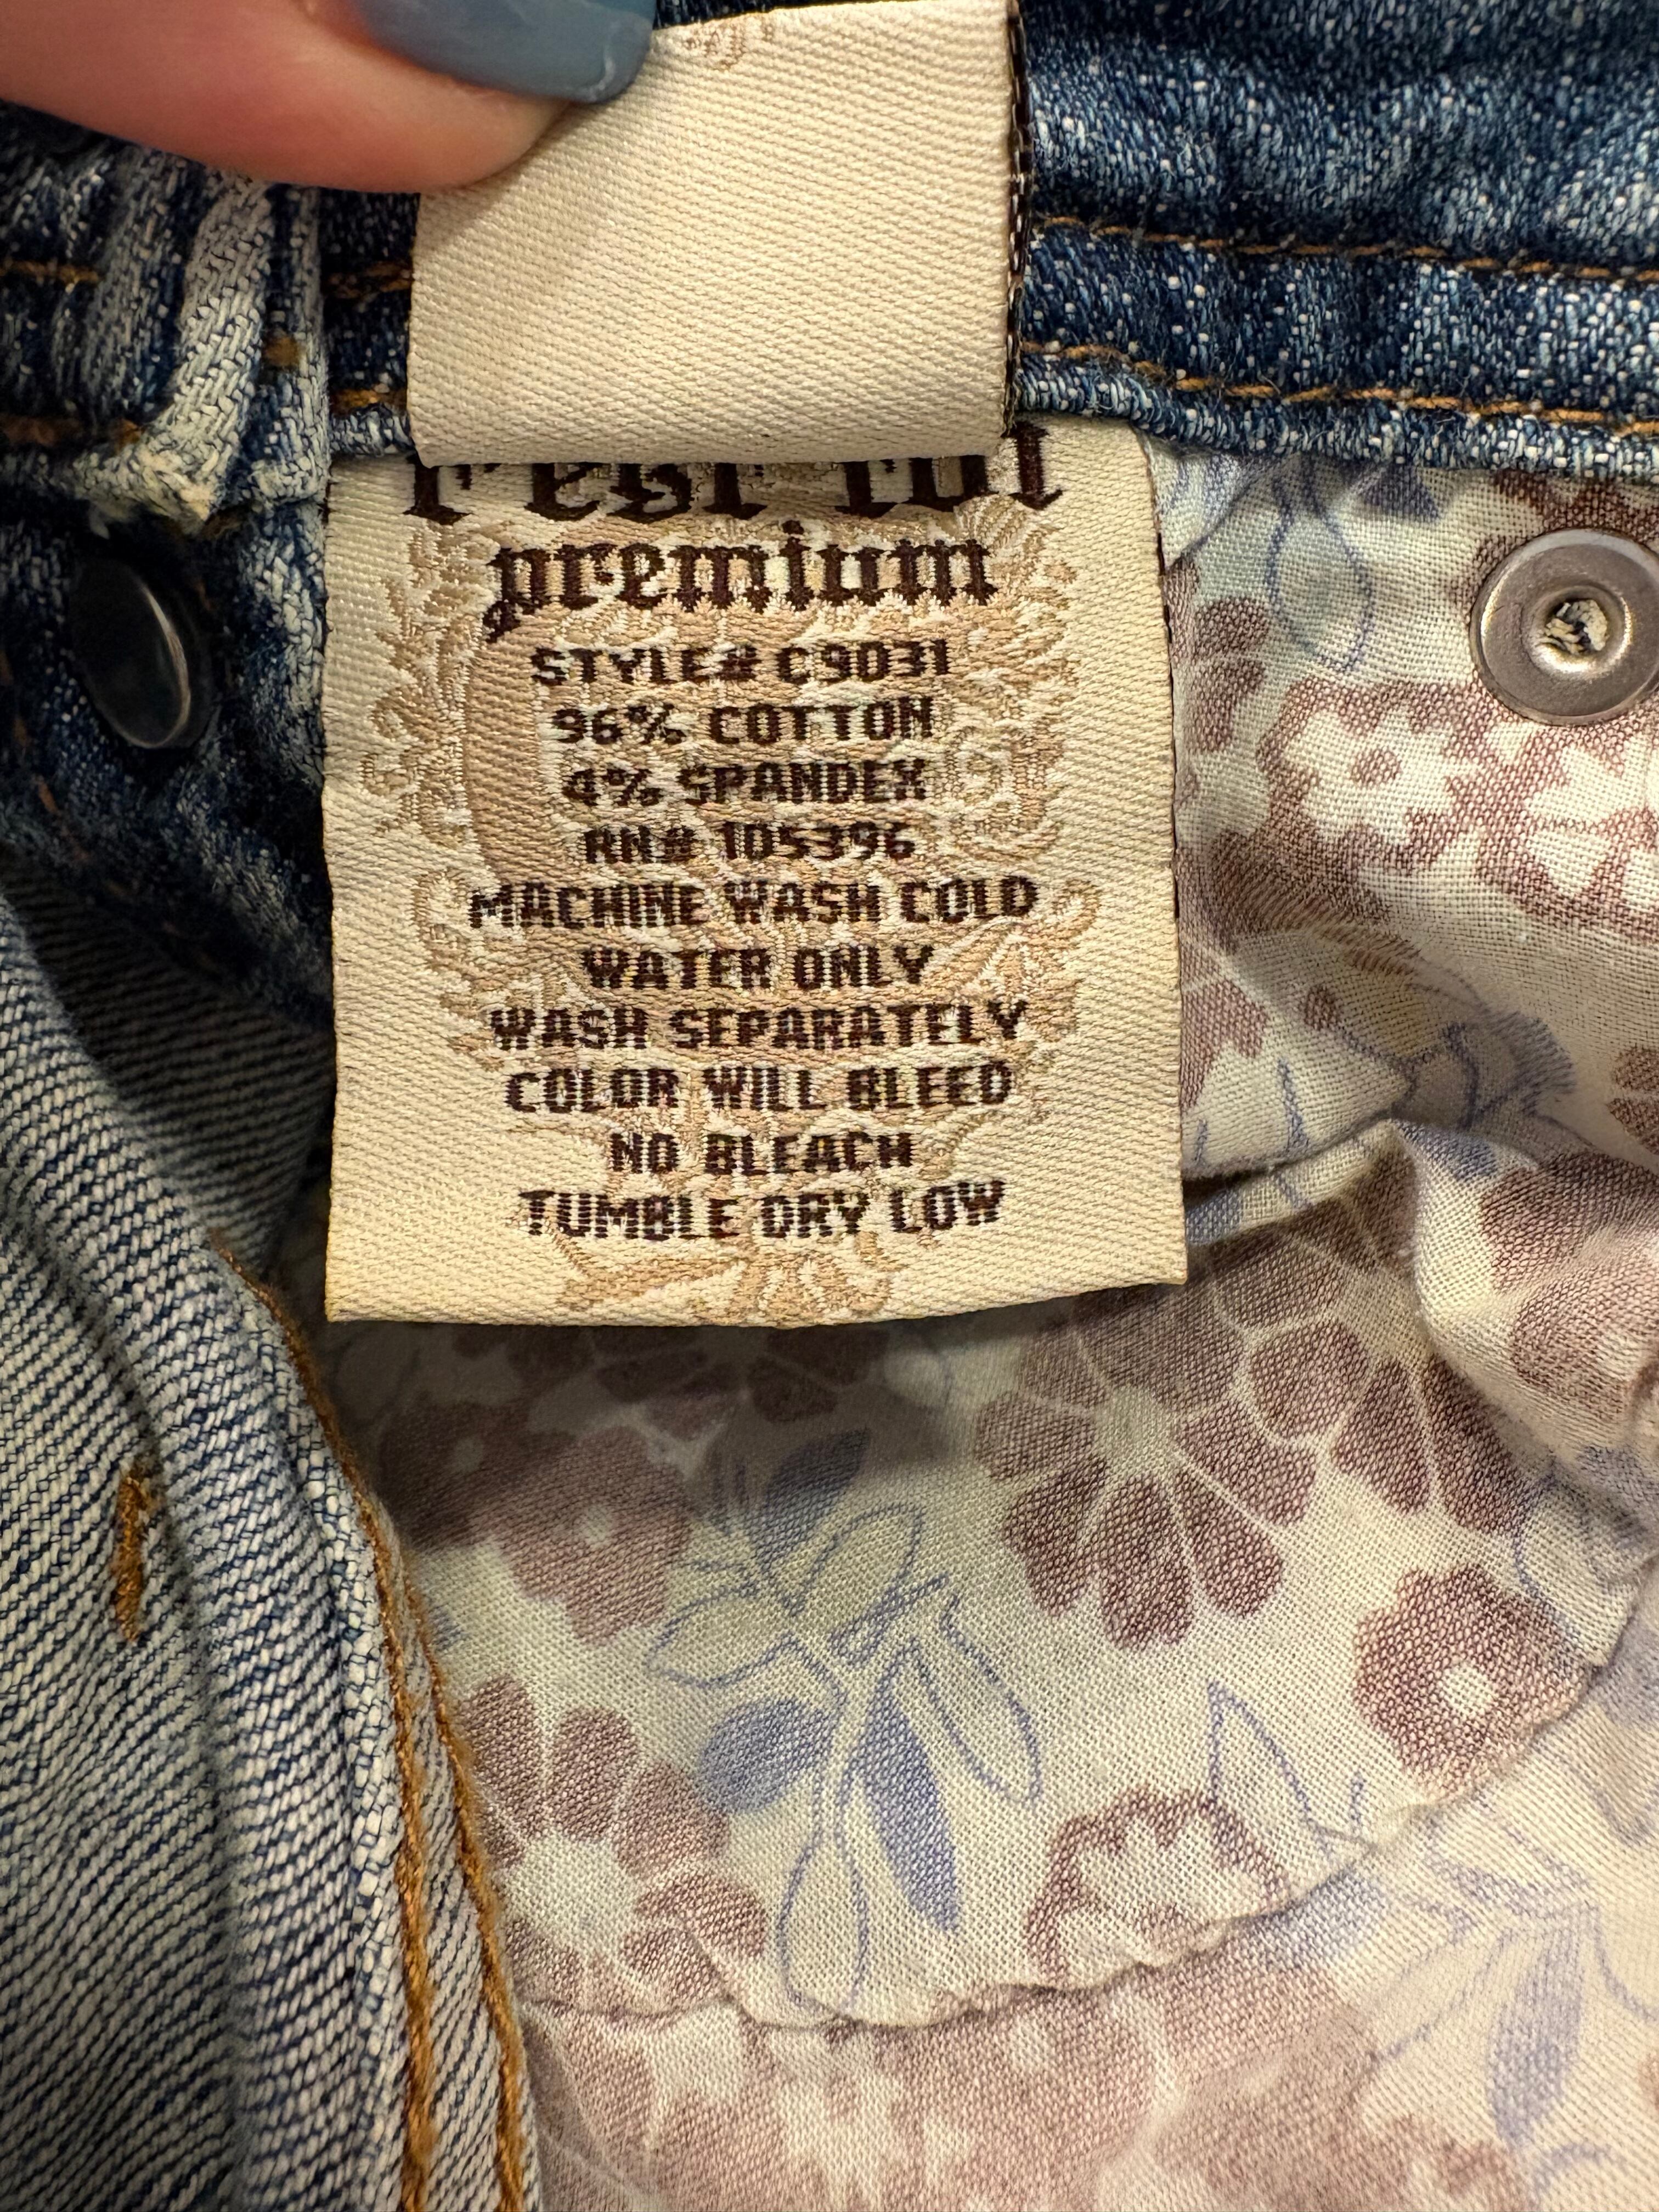 premium
STYLE# C9031
96% COTTON
4% SPANDEX
RN# 105396
MACHINE WASH COLD
WATER ONLY
WASH SEPARATELY
COLOR WILL BLEED
NO BLEACH
TUMBLE DRY LOW